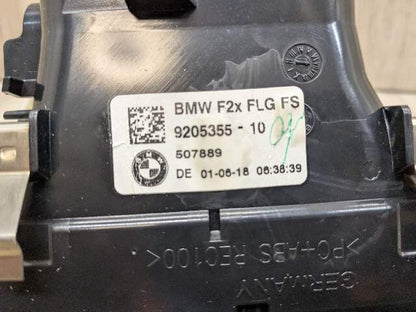 BMW F2x FLG FS
9205355 - 10
507889
DE 01-06-18 06:38:39
>PC+ABS REC100<
GERMANY